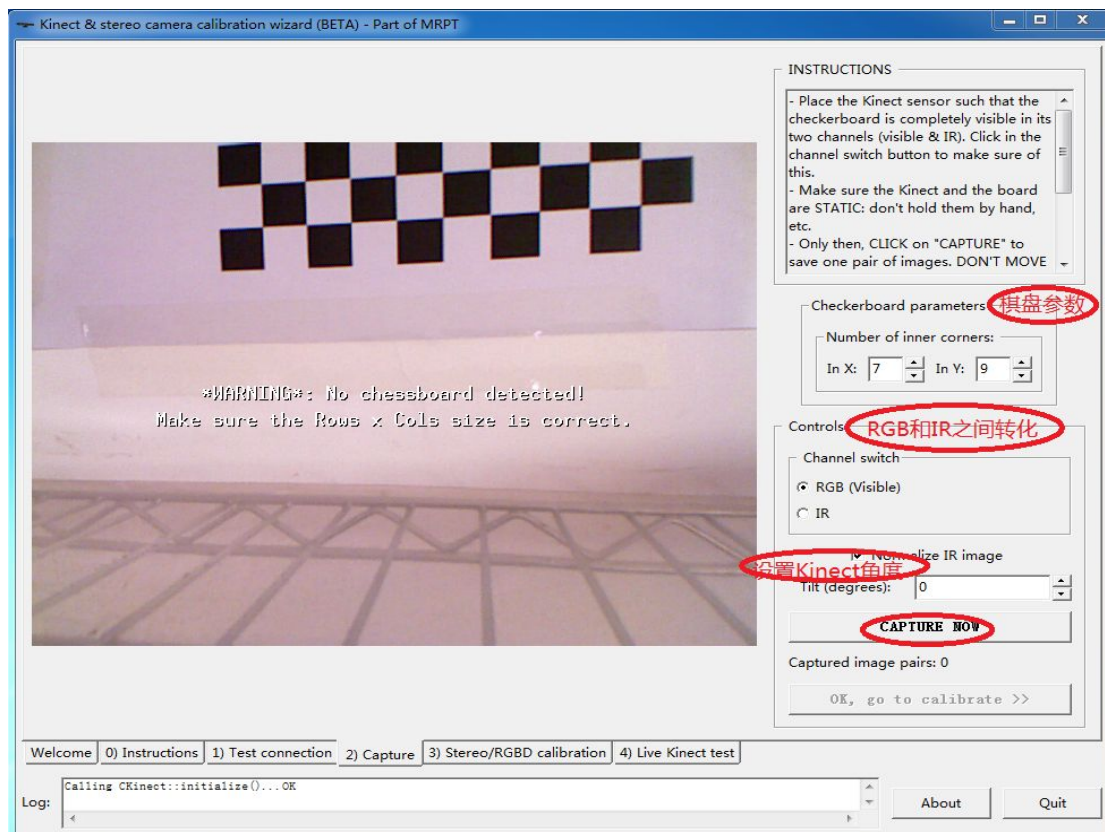 Kinect & stereo camera calibration wizard (BETA) - Part of MRPT
*WARNING*: No chessboard detected!
Make sure the Rows x Cols size is correct.
INSTRUCTIONS
- Place the Kinect sensor such that the
checkerboard is completely visible in its
two channels (visible & IR). Click in the
channel switch button to make sure of
this.
- Make sure the Kinect and the board
are STATIC: don't hold them by hand,
etc.
- Only then, CLICK on "CAPTURE" to
save one pair of images. DON'T MOVE
Checkerboard parameters 棋盘参数
Number of inner corners:
In X: 7 In Y: 9
Controls RGB和IR之间转化
Channel switch
RGB (Visible)
IR
Normalize IR image
设置Kinect角度
Tilt (degrees): 0
CAPTURE NOW
Captured image pairs: 0
OK, go to calibrate >>
Welcome 0) Instructions 1) Test connection 2) Capture 3) Stereo/RGBD calibration 4) Live Kinect test
Log: Calling CKinect::initialize()...OK
About Quit